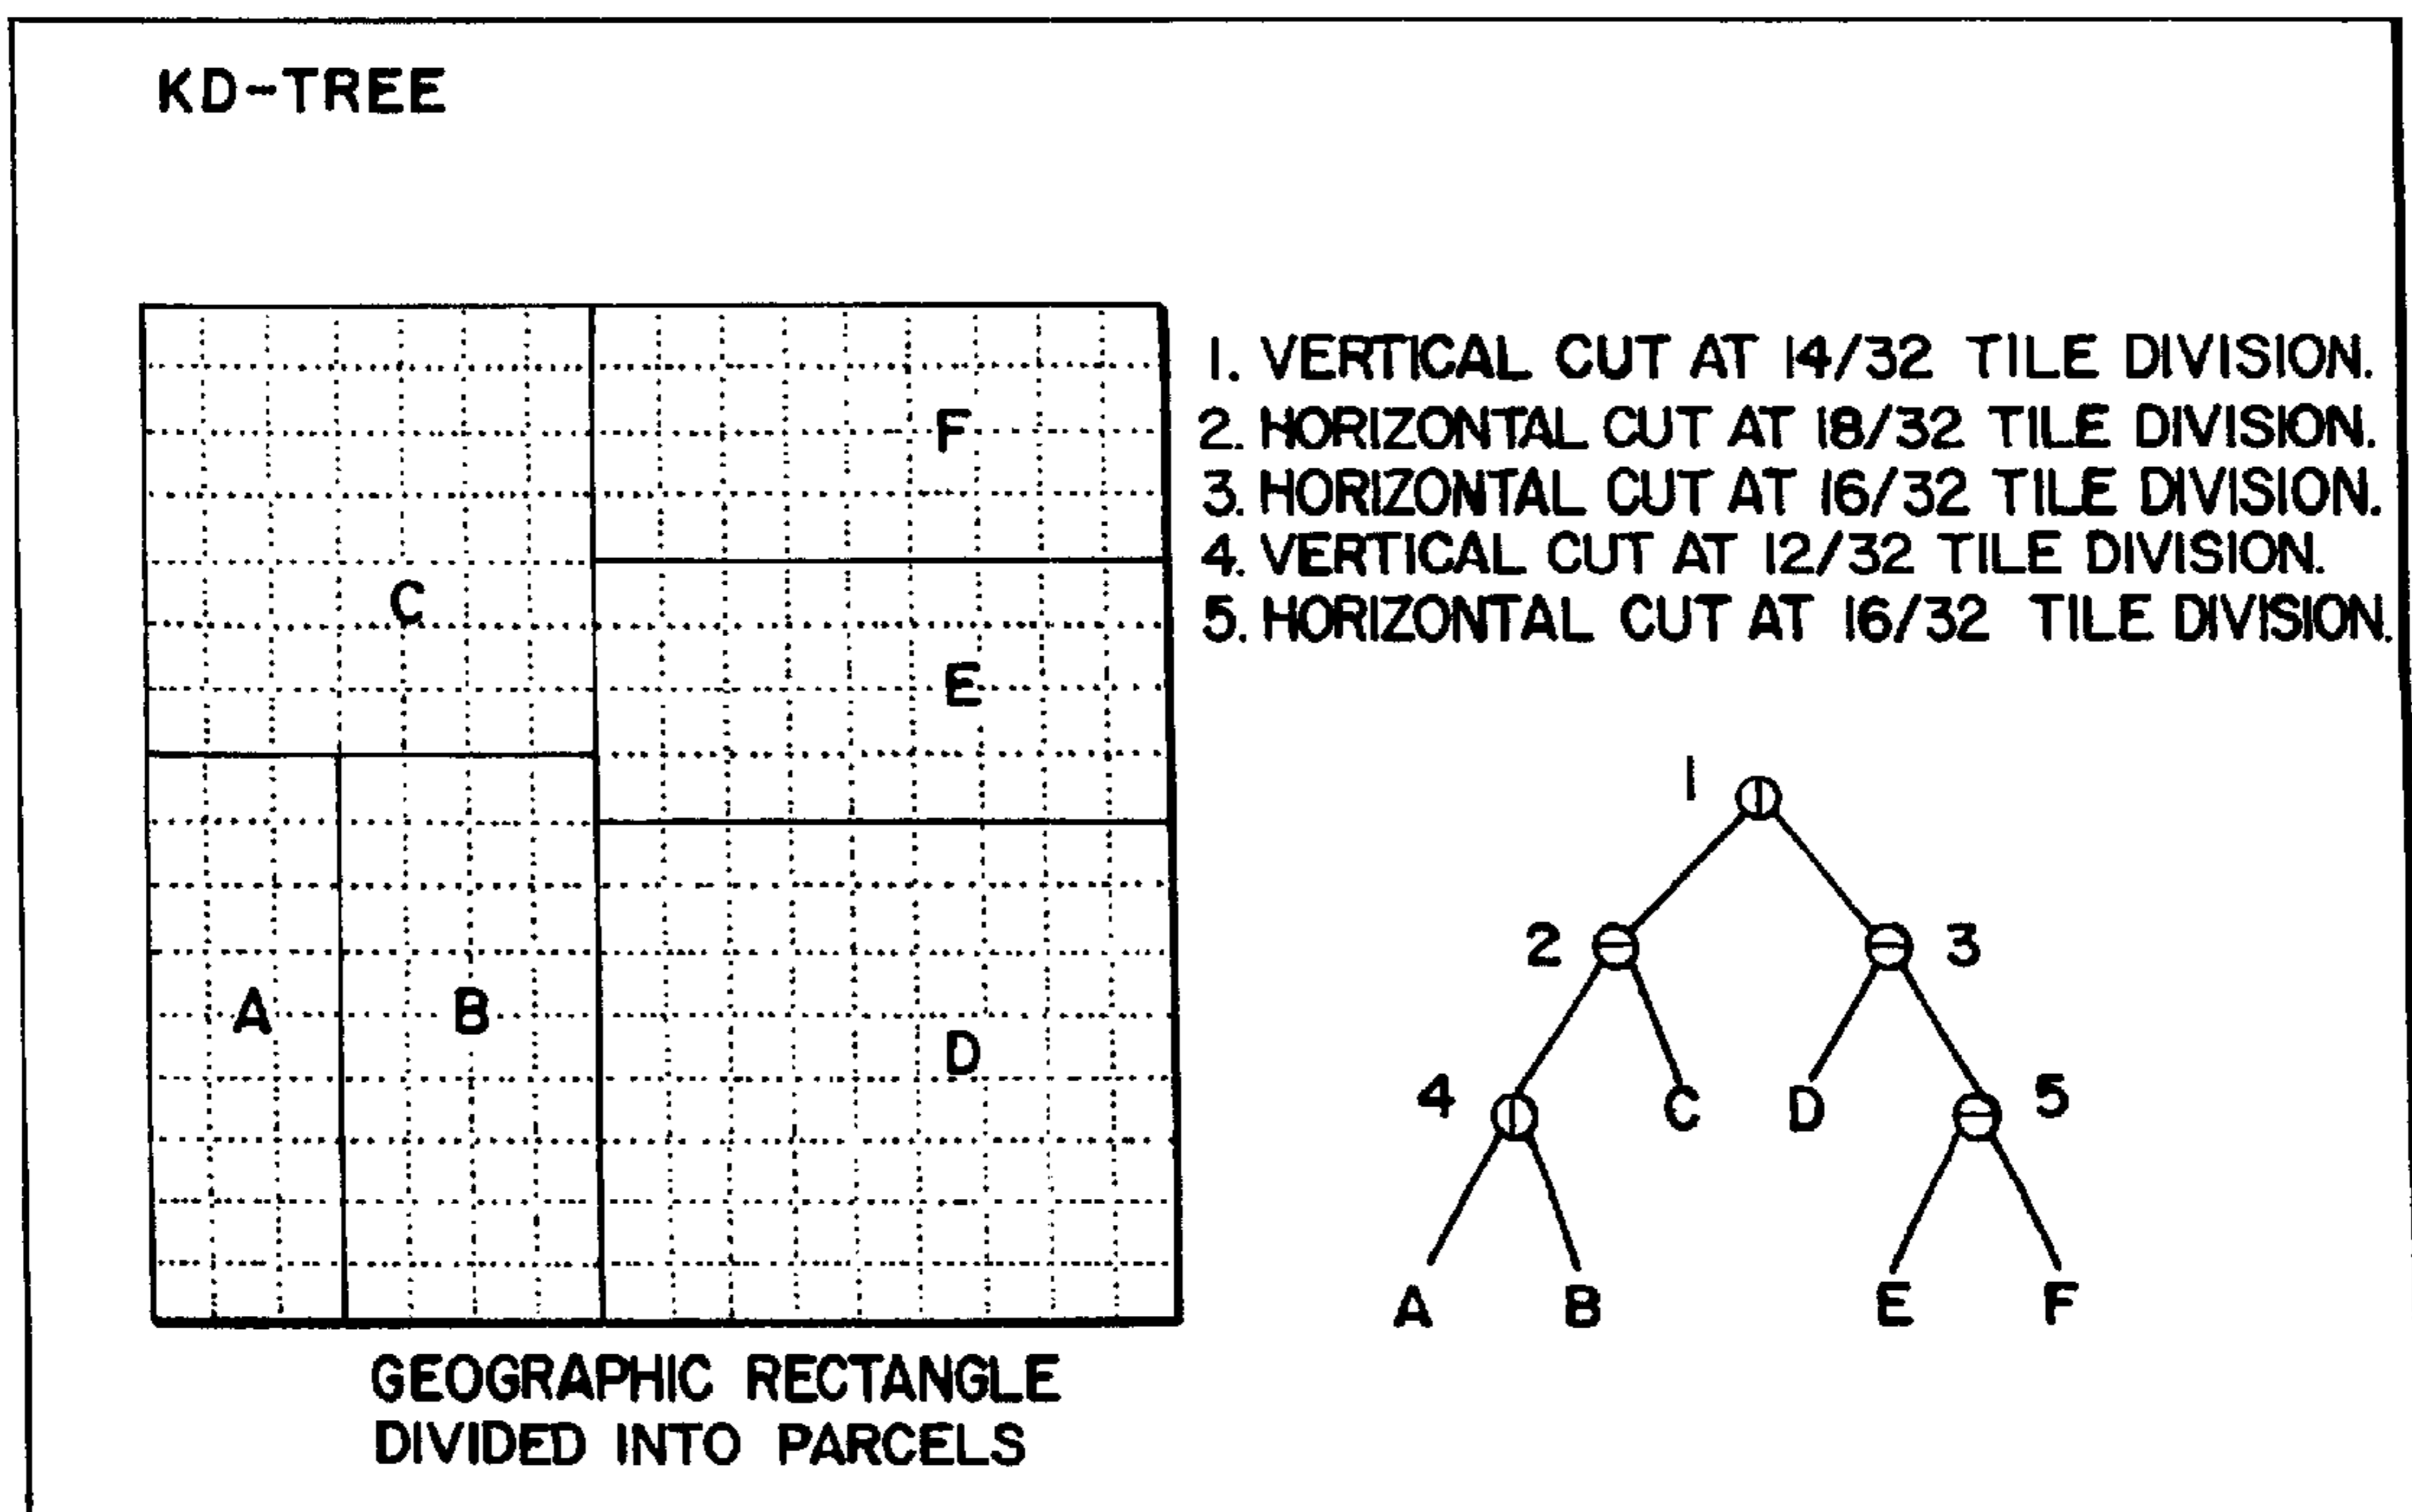 KD-TREE
F
C
E
A
B
D
GEOGRAPHIC RECTANGLE
DIVIDED INTO PARCELS
1. VERTICAL CUT AT 14/32 TILE DIVISION.
2. HORIZONTAL CUT AT 18/32 TILE DIVISION.
3. HORIZONTAL CUT AT 16/32 TILE DIVISION.
4. VERTICAL CUT AT 12/32 TILE DIVISION.
5. HORIZONTAL CUT AT 16/32 TILE DIVISION.
1
2 3
4 C D 5
A B E F